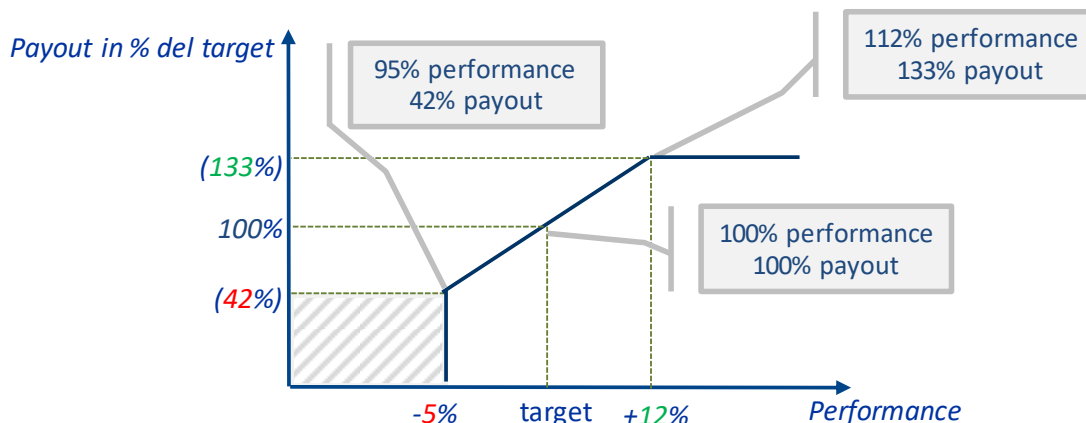 Payout in % del target
95% performance
42% payout
112% performance
133% payout
(133%)
100%
100% performance
100% payout
(42%)
-5%
target
+12%
Performance